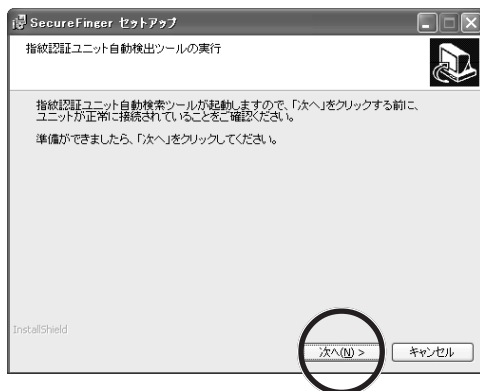 SecureFinger セットアップ
指紋認証ユニット自動検出ツールの実行
指紋認証ユニット自動検索ツールが起動しますので、「次へ」をクリックする前に、
ユニットが正常に接続されていることをご確認ください。
準備ができましたら、「次へ」をクリックしてください。
InstallShield
次へ(N) >
キャンセル